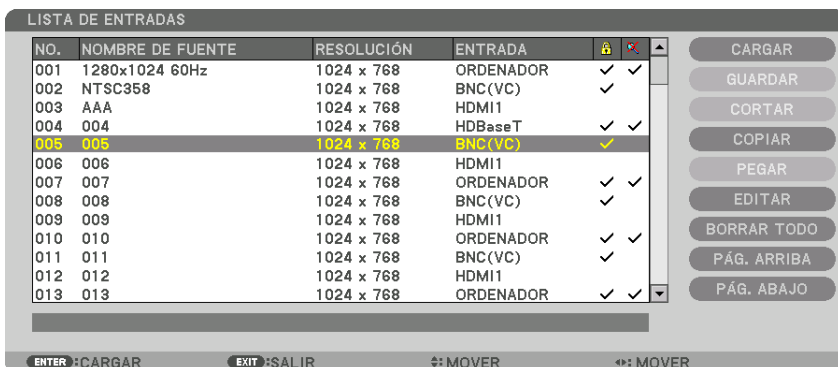 LISTA DE ENTRADAS
NO. NOMBRE DE FUENTE RESOLUCIÓN ENTRADA
001 1280x1024 60Hz 1024 x 768 ORDENADOR ✓ ✓
002 NTSC358 1024 x 768 BNC(VC) ✓
003 AAA 1024 x 768 HDMI1
004 004 1024 x 768 HDBaseT ✓ ✓
005 005 1024 x 768 BNC(VC) ✓
006 006 1024 x 768 HDMI1
007 007 1024 x 768 ORDENADOR ✓ ✓
008 008 1024 x 768 BNC(VC) ✓
009 009 1024 x 768 HDMI1
010 010 1024 x 768 ORDENADOR ✓ ✓
011 011 1024 x 768 BNC(VC) ✓
012 012 1024 x 768 HDMI1
013 013 1024 x 768 ORDENADOR ✓ ✓
CARGAR
GUARDAR
CORTAR
COPIAR
PEGAR
EDITAR
BORRAR TODO
PÁG. ARRIBA
PÁG. ABAJO
ENTER :CARGAR EXIT :SALIR :MOVER :MOVER